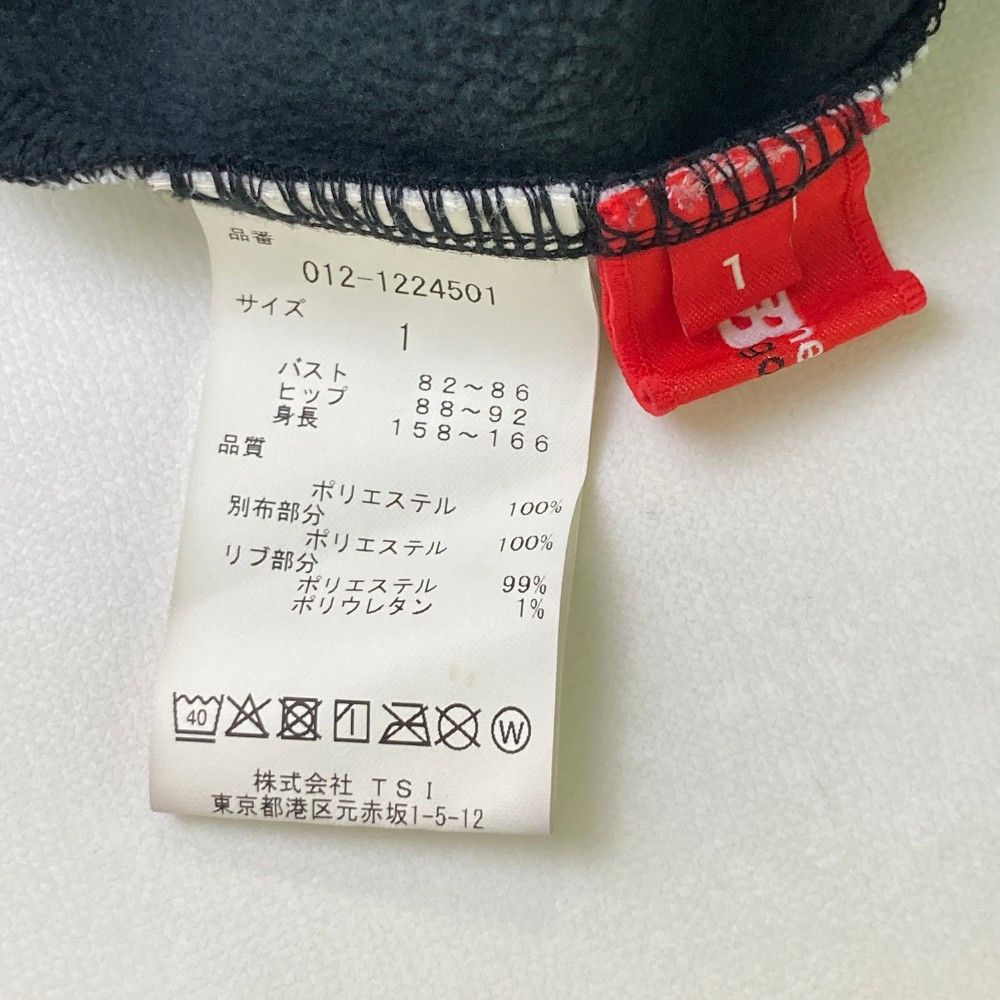 品番
012-1224501
サイズ
1
バスト 82～86
ヒップ 88～92
身長 158～166
品質
ポリエステル 100%
別布部分
ポリエステル 100%
リブ部分
ポリエステル 99%
ポリウレタン 1%
40
W
株式会社 TSI
東京都港区元赤坂1-5-12
1